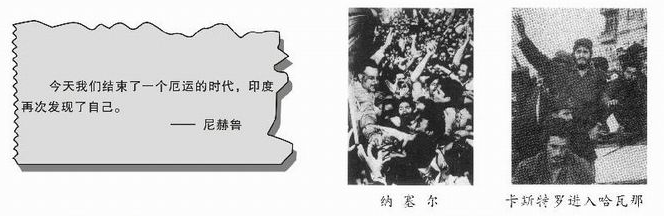 今天我们结束了一个厄运的时代，印度
再次发现了自己。
—— 尼赫鲁
纳塞尔
卡斯特罗进入哈瓦那